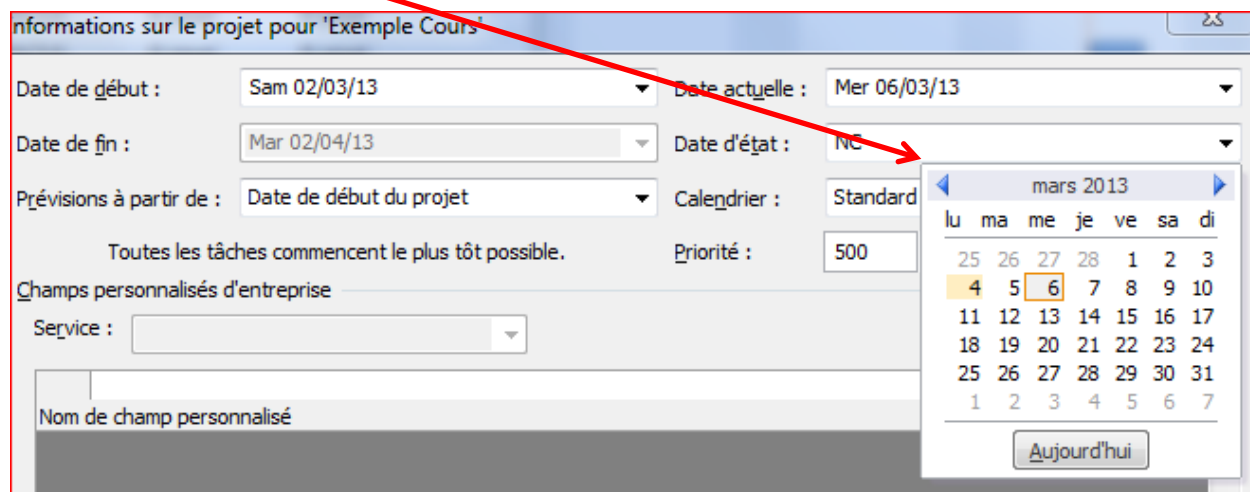 nformations sur le projet pour 'Exemple Cours'
Date de début : Sam 02/03/13 Date actuelle : Mer 06/03/13
Date de fin : Mar 02/04/13 Date d'état : NC
Prévisions à partir de : Date de début du projet Calendrier : Standard
Toutes les tâches commencent le plus tôt possible. Priorité : 500
Champs personnalisés d'entreprise
Service :
Nom de champ personnalisé
mars 2013
lu ma me je ve sa di
25 26 27 28 1 2 3
4 5 6 7 8 9 10
11 12 13 14 15 16 17
18 19 20 21 22 23 24
25 26 27 28 29 30 31
1 2 3 4 5 6 7
Aujourd'hui